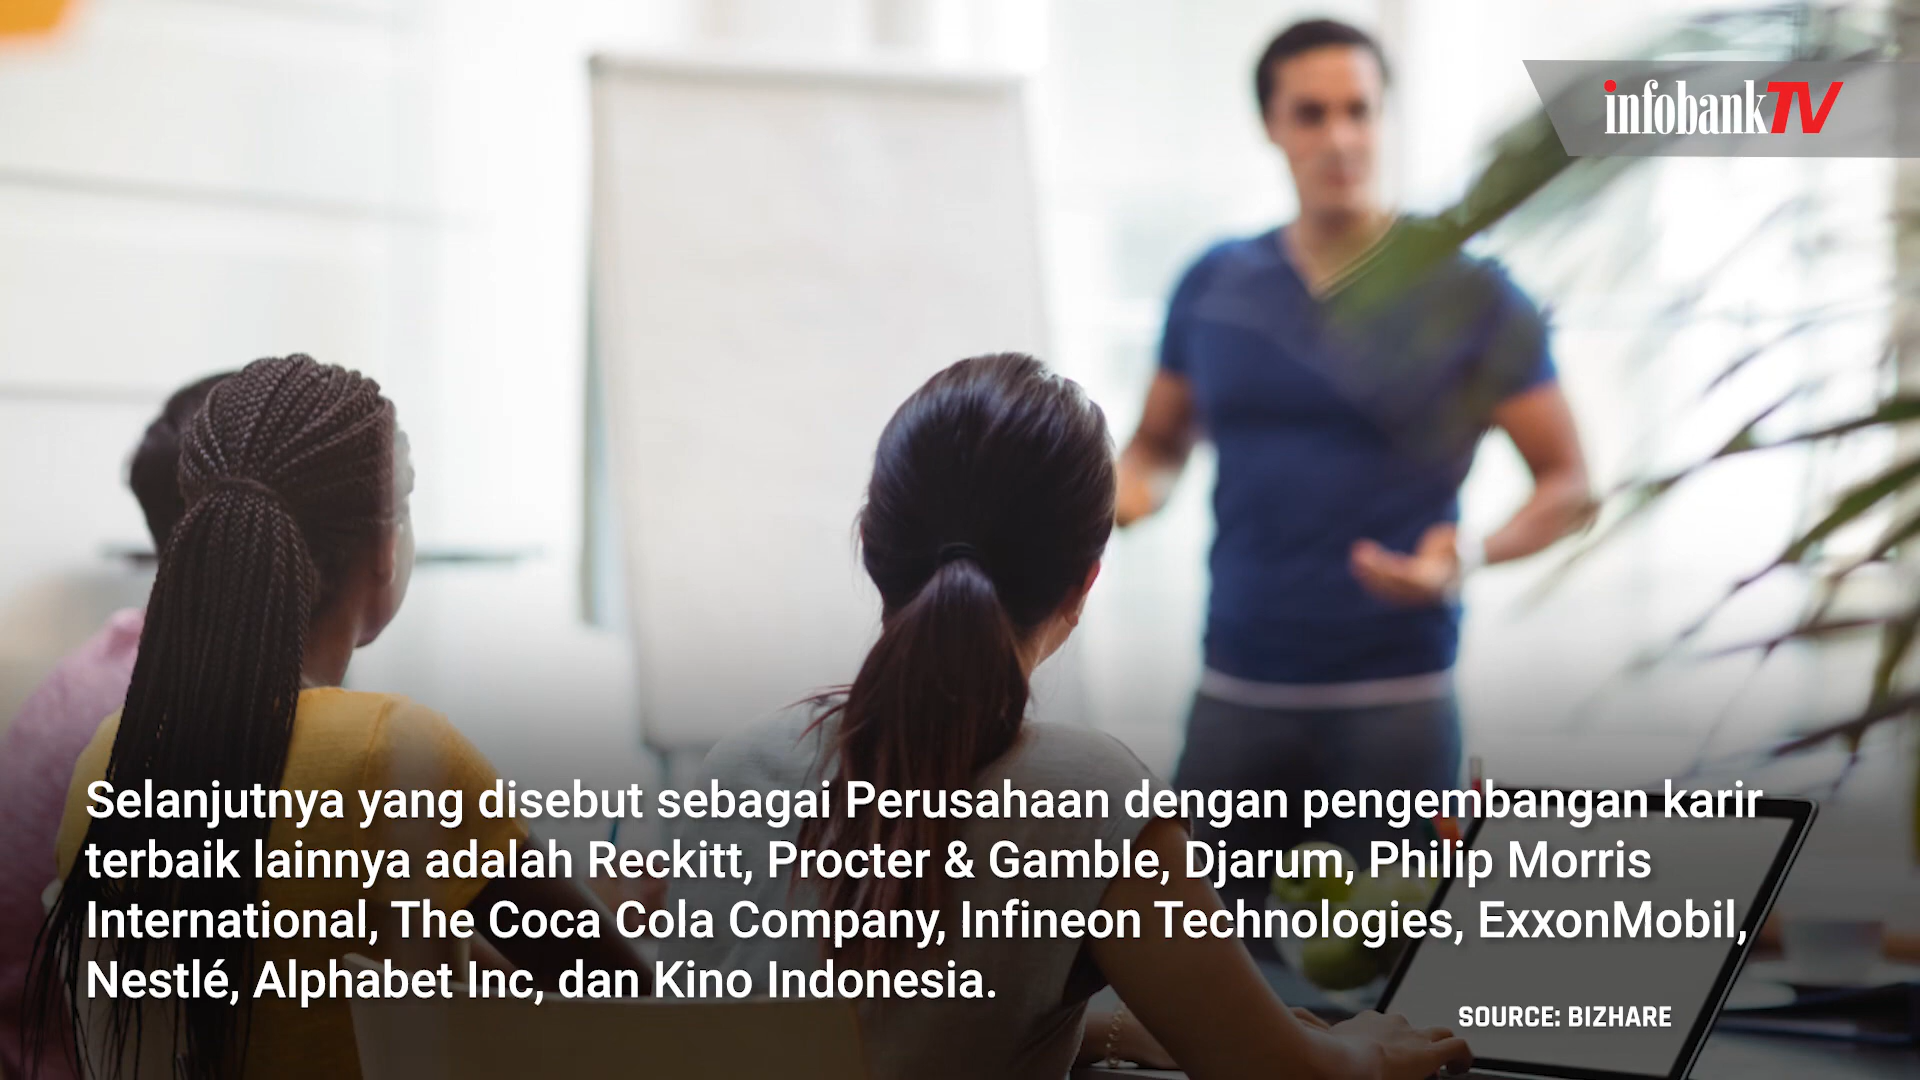 infobankTV
Selanjutnya yang disebut sebagai Perusahaan dengan pengembangan karir
terbaik lainnya adalah Reckitt, Procter & Gamble, Djarum, Philip Morris
International, The Coca Cola Company, Infineon Technologies, ExxonMobil,
Nestlé, Alphabet Inc, dan Kino Indonesia.
SOURCE: BIZHARE